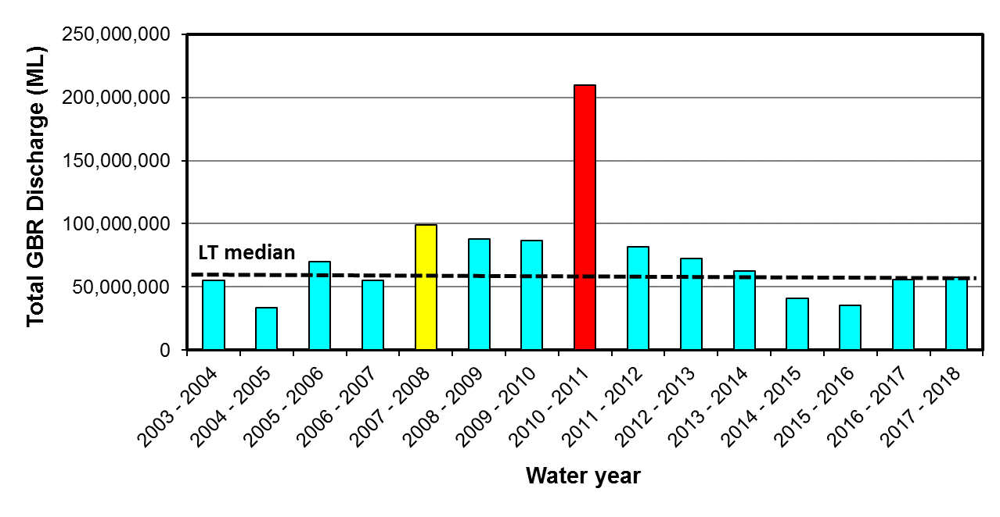 Total GBR Discharge (ML)
250,000,000
200,000,000
150,000,000
100,000,000
50,000,000
0
LT median
2003 - 2004
2004 - 2005
2005 - 2006
2006 - 2007
2007 - 2008
2008 - 2009
2009 - 2010
2010 - 2011
2011 - 2012
2012 - 2013
2013 - 2014
2014 - 2015
2015 - 2016
2016 - 2017
2017 - 2018
Water year